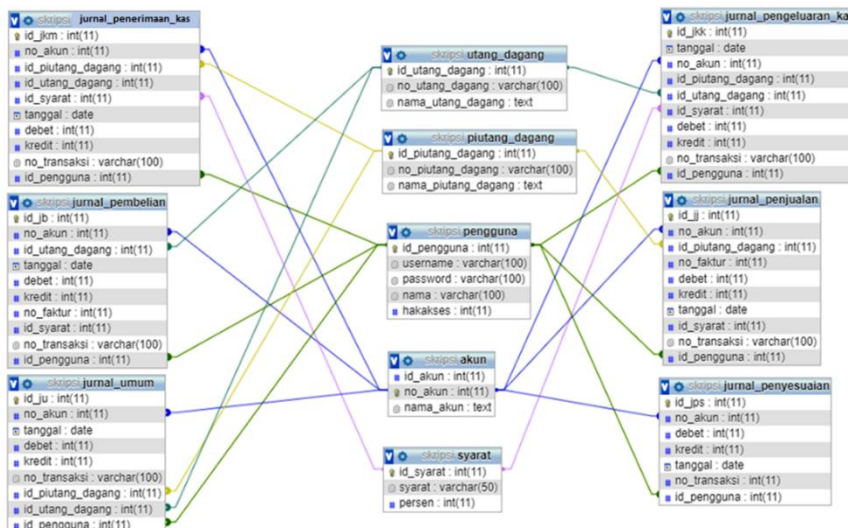 skripsi jurnal_penerimaan_kas
id_jkm : int(11)
no_akun : int(11)
id_piutang_dagang : int(11)
id_utang_dagang : int(11)
id_syarat : int(11)
tanggal : date
debet : int(11)
kredit : int(11)
no_transaksi : varchar(100)
id_pengguna : int(11)
skripsi jurnal_pembelian
id_jb : int(11)
no_akun : int(11)
id_utang_dagang : int(11)
tanggal : date
debet : int(11)
kredit : int(11)
no_faktur : int(11)
id_syarat : int(11)
no_transaksi : varchar(100)
id_pengguna : int(11)
skripsi jurnal_umum
id_ju : int(11)
no_akun : int(11)
tanggal : date
debet : int(11)
kredit : int(11)
no_transaksi : varchar(100)
id_piutang_dagang : int(11)
id_utang_dagang : int(11)
id_pengguna : int(11)
skripsi utang_dagang
id_utang_dagang : int(11)
no_utang_dagang : varchar(100)
nama_utang_dagang : text
skripsi piutang_dagang
id_piutang_dagang : int(11)
no_piutang_dagang : varchar(100)
nama_piutang_dagang : text
skripsi pengguna
id_pengguna : int(11)
username : varchar(100)
password : varchar(100)
nama : varchar(100)
hakakses : int(11)
skripsi akun
id_akun : int(11)
no_akun : int(11)
nama_akun : text
skripsi syarat
id_syarat : int(11)
syarat : varchar(50)
persen : int(11)
skripsi jurnal_pengeluaran_ka
id_jkk : int(11)
tanggal : date
no_akun : int(11)
id_piutang_dagang : int(11)
id_utang_dagang : int(11)
id_syarat : int(11)
debet : int(11)
kredit : int(11)
no_transaksi : varchar(100)
id_pengguna : int(11)
skripsi jurnal_penjualan
id_jj : int(11)
no_akun : int(11)
id_piutang_dagang : int(11)
no_faktur : int(11)
debet : int(11)
kredit : int(11)
tanggal : date
id_syarat : int(11)
no_transaksi : varchar(100)
id_pengguna : int(11)
skripsi jurnal_penyesuaian
id_jps : int(11)
no_akun : int(11)
debet : int(11)
kredit : int(11)
tanggal : date
no_transaksi : int(11)
id_pengguna : int(11)